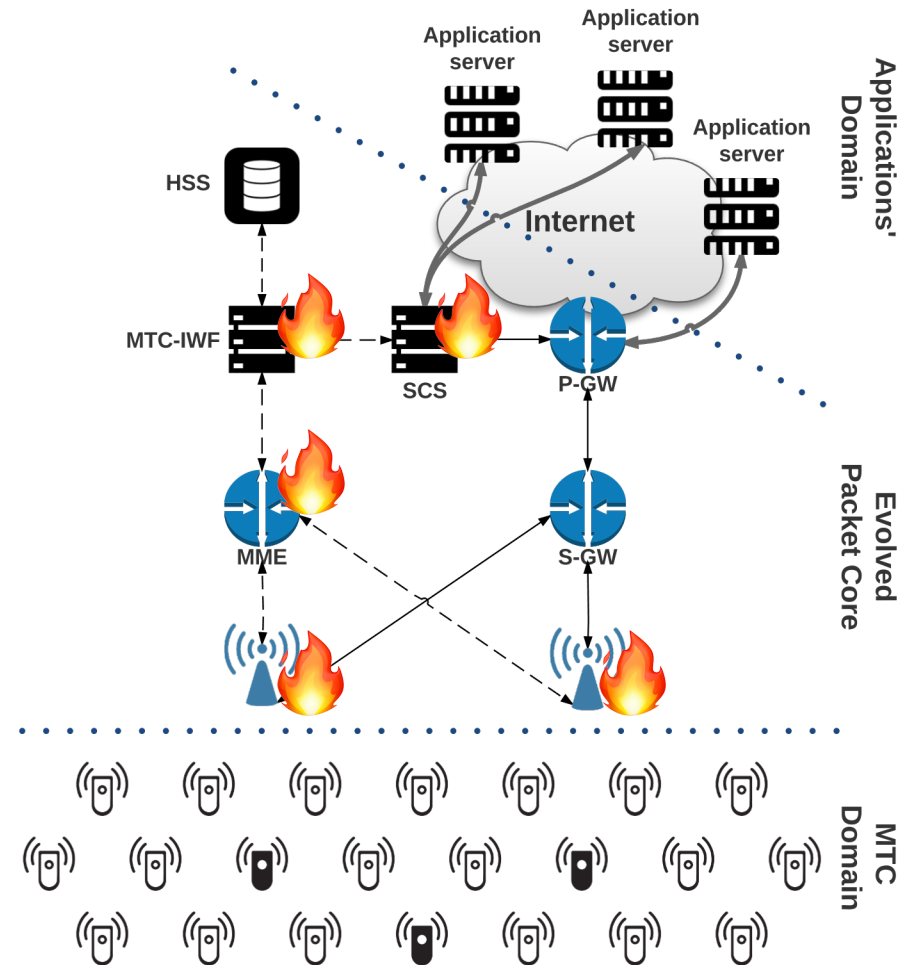 Application
server
Application
server
Application
server
Applications'
Domain
HSS
Internet
MTC-IWF
SCS
P-GW
MME
S-GW
Evolved
Packet Core
MTC
Domain